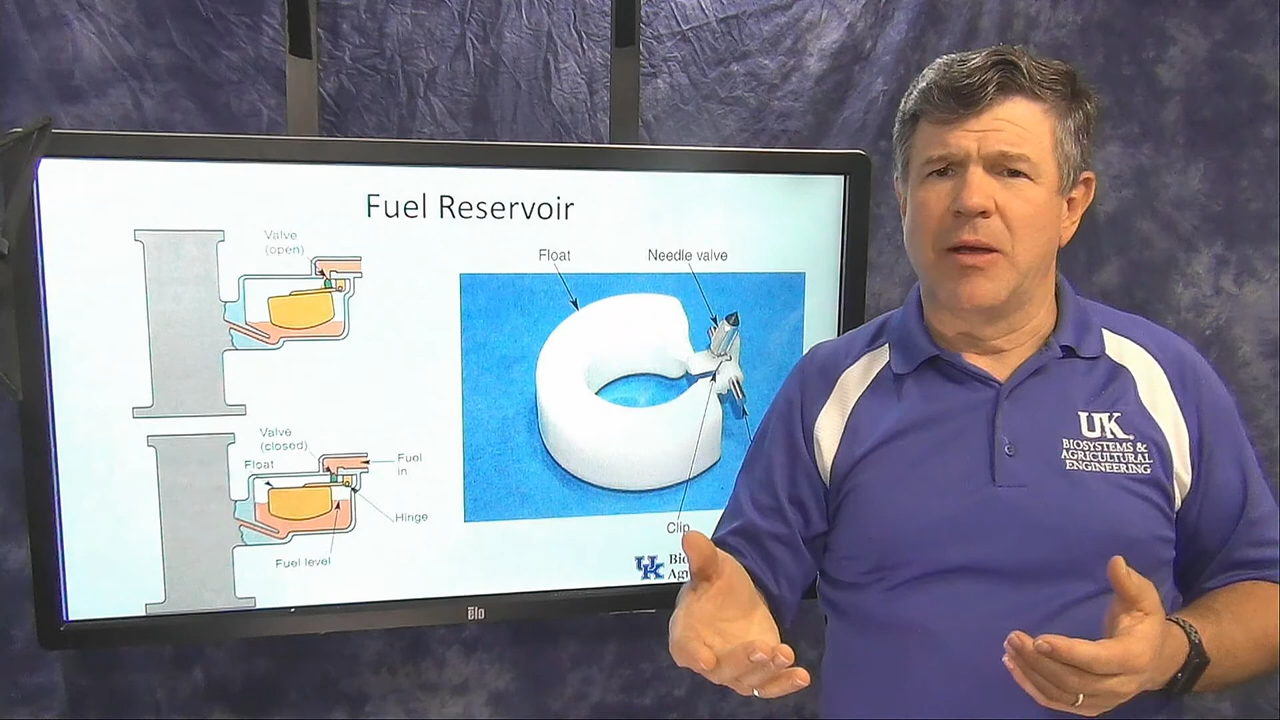 Fuel Reservoir
Valve
(open)
Float
Needle valve
Valve
(closed)
Float
Fuel
in
Hinge
Fuel level
Clip
UK
elo
UK
BIOSYSTEMS &
AGRICULTURAL
ENGINEERING